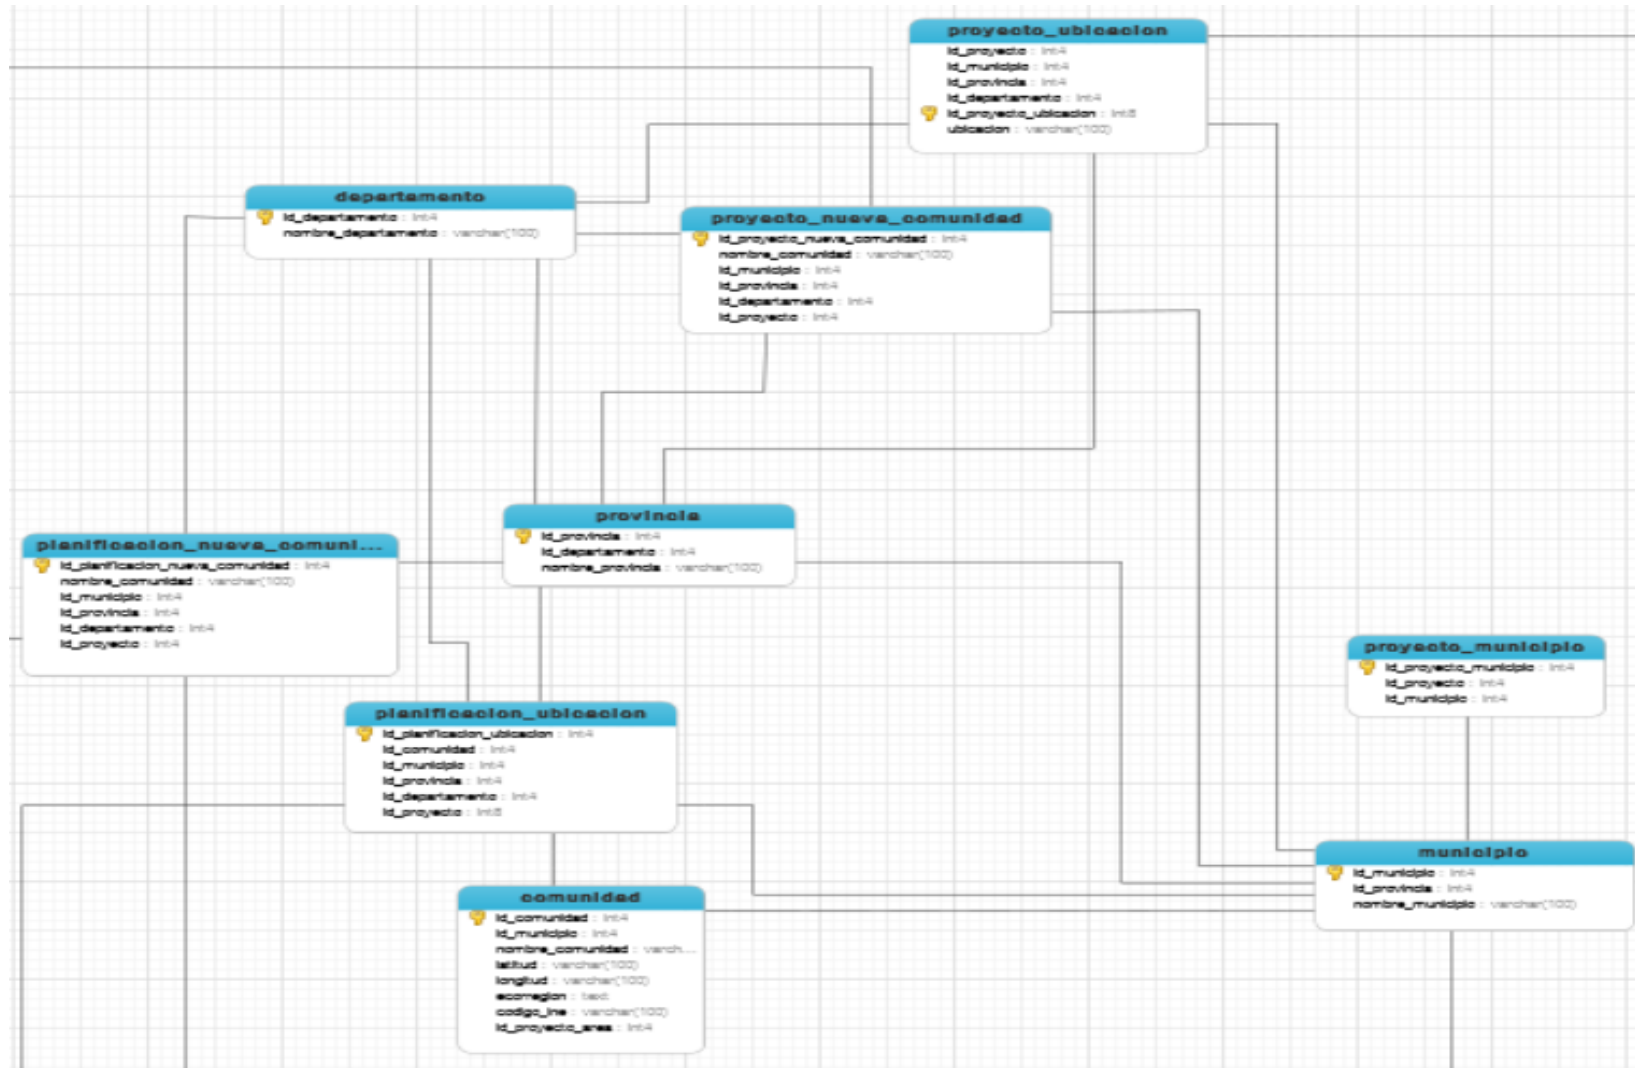 proyecto_ubicacion
id_proyecto : int4
id_municipio : int4
id_provincia : int4
id_departamento : int4
id_proyecto_ubicacion : int8
ubicacion : varchar(100)
departamento
id_departamento : int4
nombre_departamento : varchar(100)
proyecto_nueva_comunidad
id_proyecto_nueva_comunidad : int4
nombre_comunidad : varchar(100)
id_municipio : int4
id_provincia : int4
id_departamento : int4
id_proyecto : int4
provincia
id_provincia : int4
id_departamento : int4
nombre_provincia : varchar(100)
planificacion_nueva_comuni...
id_planificacion_nueva_comunidad : int4
nombre_comunidad : varchar(100)
id_municipio : int4
id_provincia : int4
id_departamento : int4
id_proyecto : int4
proyecto_municipio
id_proyecto_municipio : int4
id_proyecto : int4
id_municipio : int4
planificacion_ubicacion
id_planificacion_ubicacion : int4
id_comunidad : int4
id_municipio : int4
id_provincia : int4
id_departamento : int4
id_proyecto : int8
municipio
id_municipio : int4
id_provincia : int4
nombre_municipio : varchar(100)
comunidad
id_comunidad : int4
id_municipio : int4
nombre_comunidad : varch...
latitud : varchar(100)
longitud : varchar(100)
ecorregion : text
codigo_ine : varchar(100)
id_proyecto_area : int4